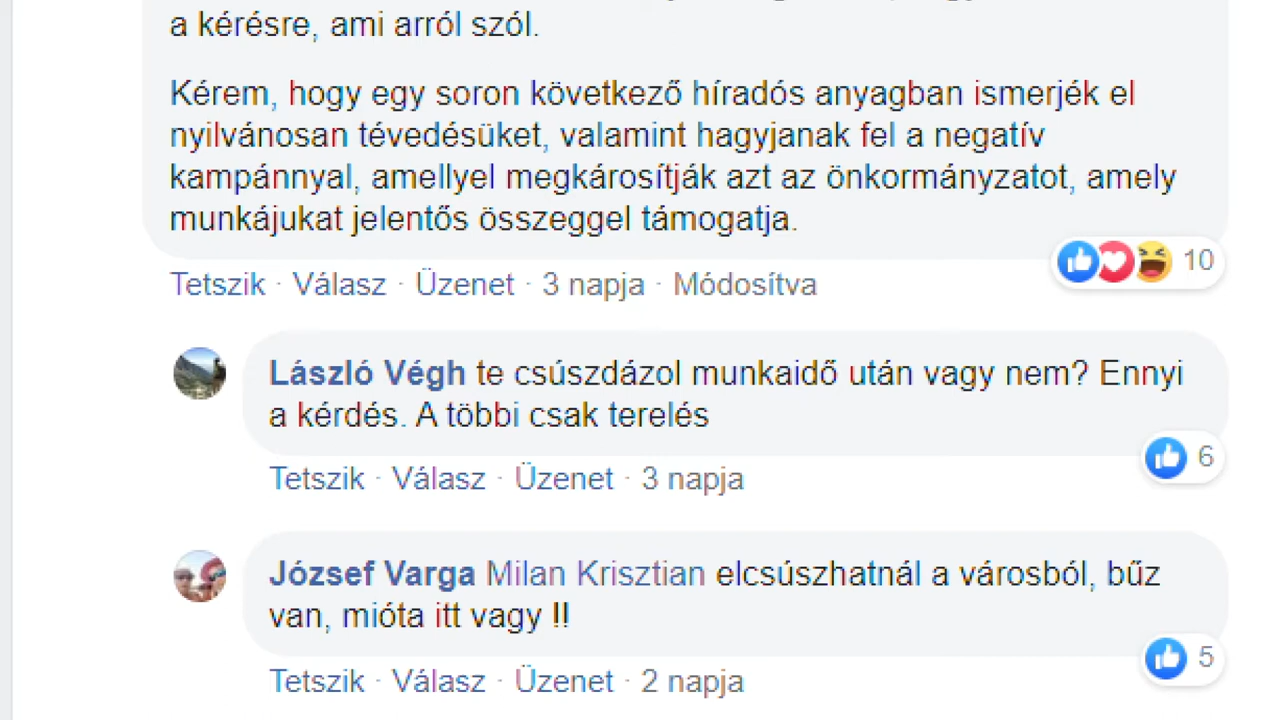 a kérésre, ami arról szól.
Kérem, hogy egy soron következő híradós anyagban ismerjék el
nyilvánosan tévedésüket, valamint hagyjanak fel a negatív
kampánnyal, amellyel megkárosítják azt az önkormányzatot, amely
munkájukat jelentős összeggel támogatja.
10
Tetszik · Válasz · Üzenet · 3 napja · Módosítva
László Végh te csúszdázol munkaidő után vagy nem? Ennyi
a kérdés. A többi csak terelés
6
Tetszik · Válasz · Üzenet · 3 napja
József Varga Milan Krisztian elcsúszhatnál a városból, bűz
van, mióta itt vagy !!
5
Tetszik · Válasz · Üzenet · 2 napja